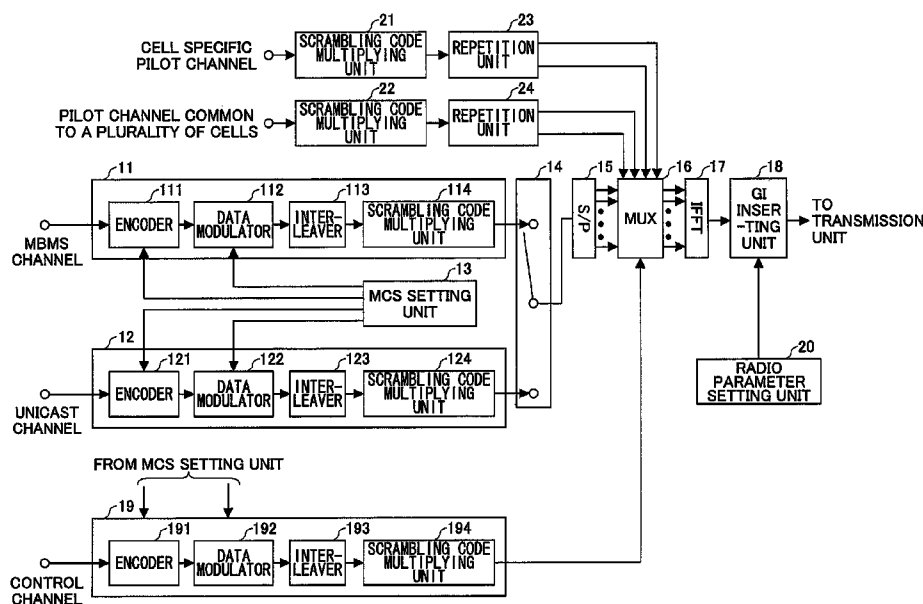 21
23
CELL SPECIFIC
PILOT CHANNEL
SCRAMBLING CODE
MULTIPLYING
UNIT
REPETITION
UNIT
22
24
PILOT CHANNEL COMMON
TO A PLURALITY OF CELLS
SCRAMBLING CODE
MULTIPLYING
UNIT
REPETITION
UNIT
11
14
15
16
17
18
111
112
113
114
MBMS
CHANNEL
ENCODER
DATA
MODULATOR
INTER-
LEAVER
SCRAMBLING CODE
MULTIPLYING
UNIT
S/P
MUX
IFFT
GI
INSER
-TING
UNIT
TO
TRANSMISSION
UNIT
13
MCS SETTING
UNIT
12
121
122
123
124
UNICAST
CHANNEL
ENCODER
DATA
MODULATOR
INTER-
LEAVER
SCRAMBLING CODE
MULTIPLYING
UNIT
20
RADIO
PARAMETER
SETTING UNIT
FROM MCS SETTING UNIT
19
191
192
193
194
CONTROL
CHANNEL
ENCODER
DATA
MODULATOR
INTER-
LEAVER
SCRAMBLING CODE
MULTIPLYING
UNIT